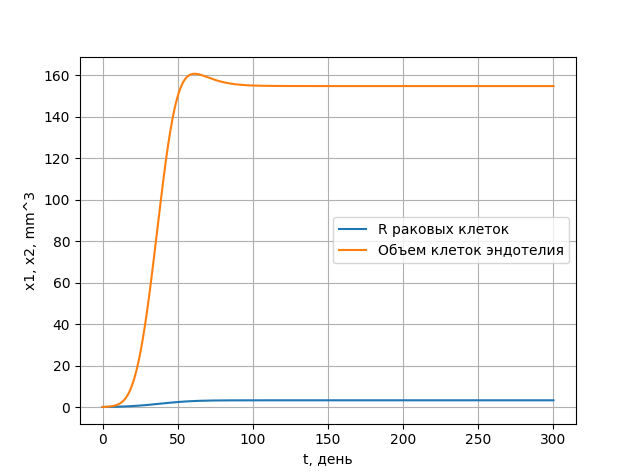 160
140
120
100
80
60
40
20
0
x1, x2, mm^3
R раковых клеток
Объем клеток эндотелия
0 50 100 150 200 250 300
t, день